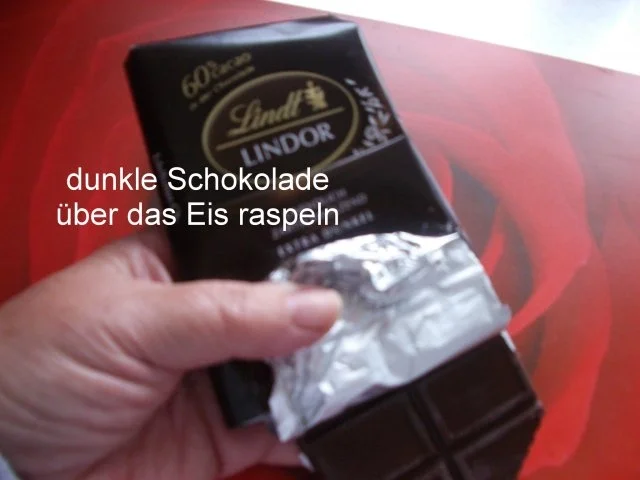 60% cacao
Lindt
LINDOR
dunkle Schokolade
über das Eis raspeln